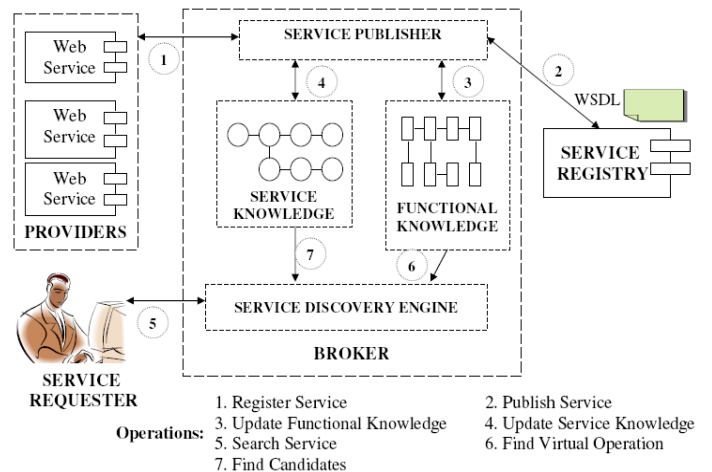 Web
Service
Web
Service
Web
Service
PROVIDERS
1
SERVICE PUBLISHER
4
3
2
WSDL
SERVICE
REGISTRY
SERVICE
KNOWLEDGE
FUNCTIONAL
KNOWLEDGE
7
6
SERVICE DISCOVERY ENGINE
BROKER
5
SERVICE
REQUESTER
Operations:
1. Register Service
2. Publish Service
3. Update Functional Knowledge
4. Update Service Knowledge
5. Search Service
6. Find Virtual Operation
7. Find Candidates